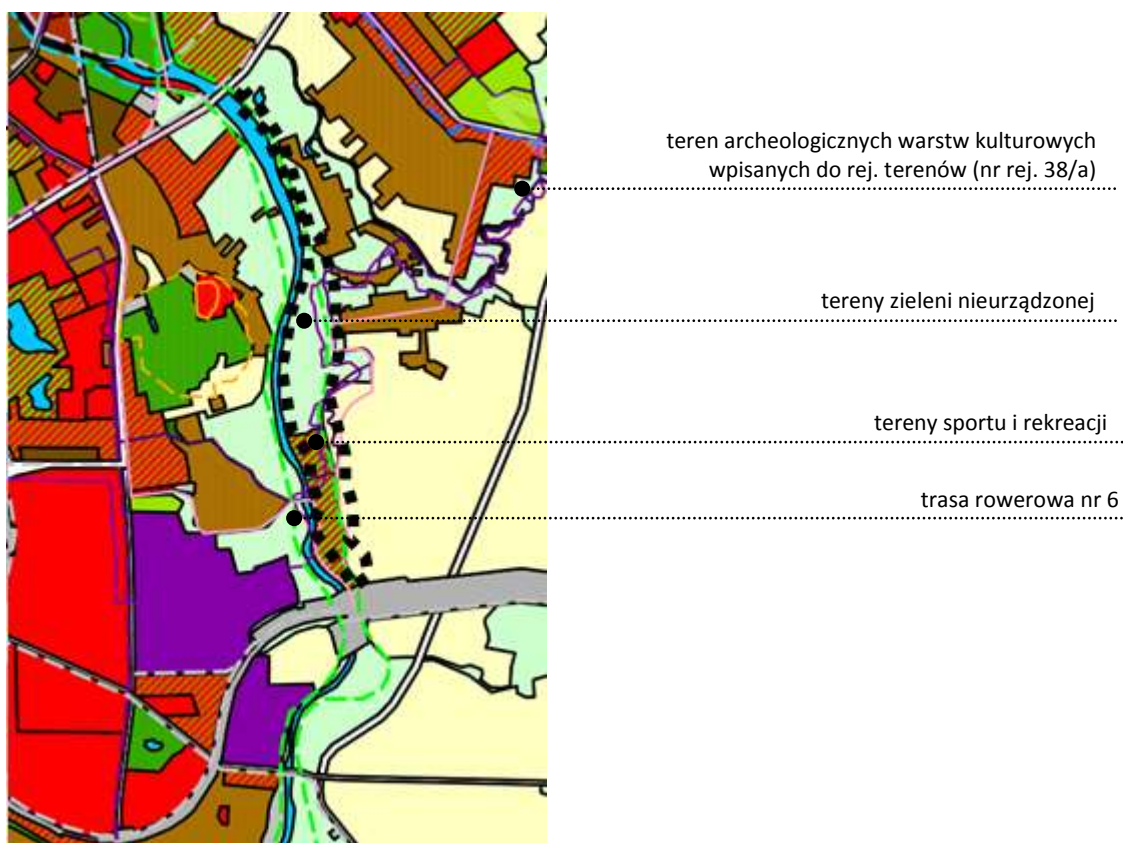 teren archeologicznych warstw kulturowych
wpisanych do rej. terenów (nr rej. 38/a)
tereny zieleni nieurządzonej
tereny sportu i rekreacji
trasa rowerowa nr 6